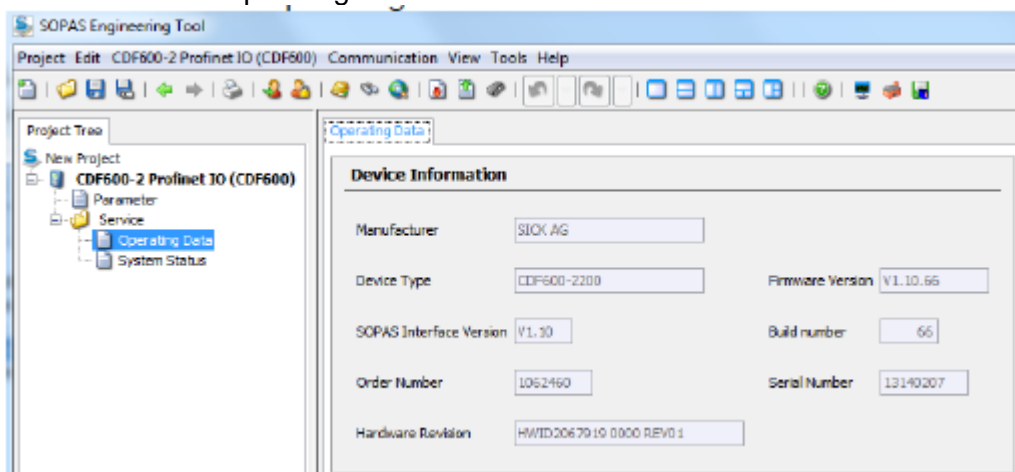 SOPAS Engineering Tool
Project Edit CDF600-2 Profinet IO (CDF600) Communication View Tools Help
Project Tree
Operating Data
New Project
CDF600-2 Profinet IO (CDF600)
Parameter
Service
Operating Data
System Status
Device Information
Manufacturer SICK AG
Device Type CDF600-2200 Firmware Version V1.10.66
SOPAS Interface Version V1.10 Build number 66
Order Number 1062460 Serial Number 13140207
Hardware Revision HWID2067919 0000 REV01